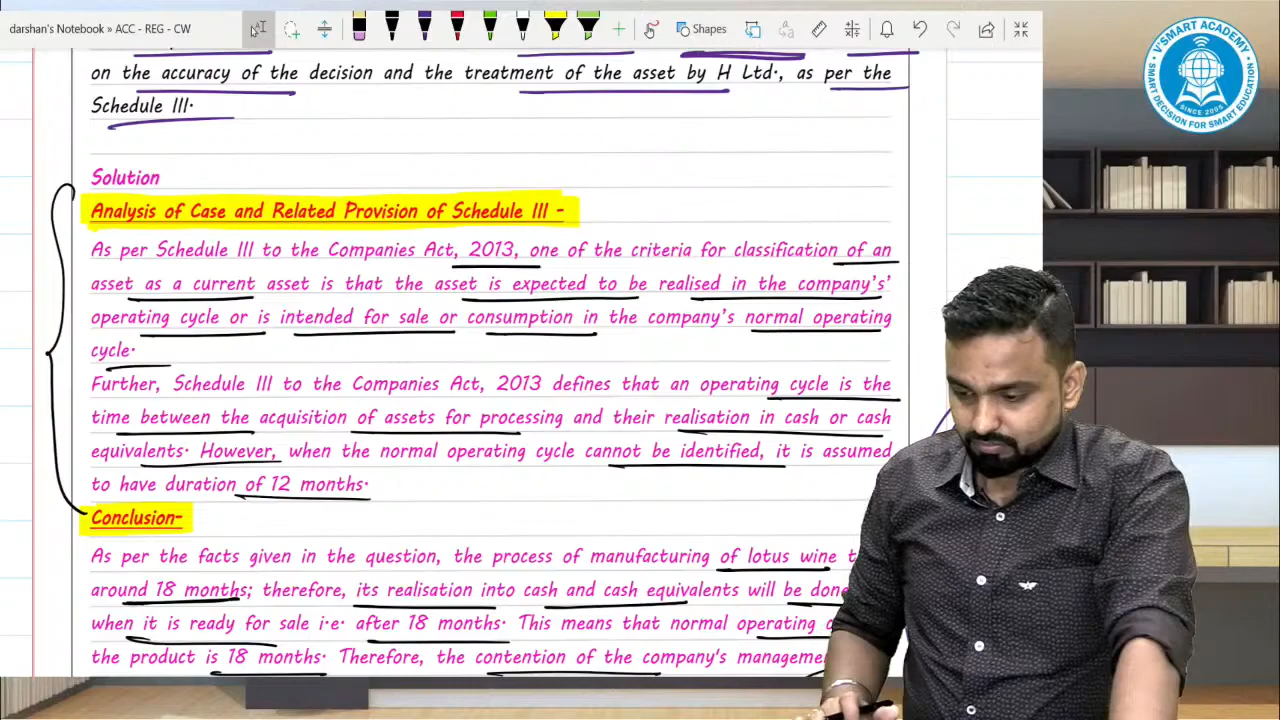 darshan's Notebook » ACC - REG - CW
Shapes
on the accuracy of the decision and the treatment of the asset by H Ltd., as per the
Schedule III.
Solution
Analysis of Case and Related Provision of Schedule III -
As per Schedule III to the Companies Act, 2013, one of the criteria for classification of an
asset as a current asset is that the asset is expected to be realised in the company's'
operating cycle or is intended for sale or consumption in the company's normal operating
cycle.
Further, Schedule III to the Companies Act, 2013 defines that an operating cycle is the
time between the acquisition of assets for processing and their realisation in cash or cash
equivalents. However, when the normal operating cycle cannot be identified, it is assumed
to have duration of 12 months.
Conclusion-
As per the facts given in the question, the process of manufacturing of lotus wine
around 18 months; therefore, its realisation into cash and cash equivalents will be done
when it is ready for sale i.e. after 18 months. This means that normal operating
the product is 18 months. Therefore, the contention of the company's
V'SMART ACADEMY
SINCE-2005
SMART DECISION FOR SMART EDUCATION